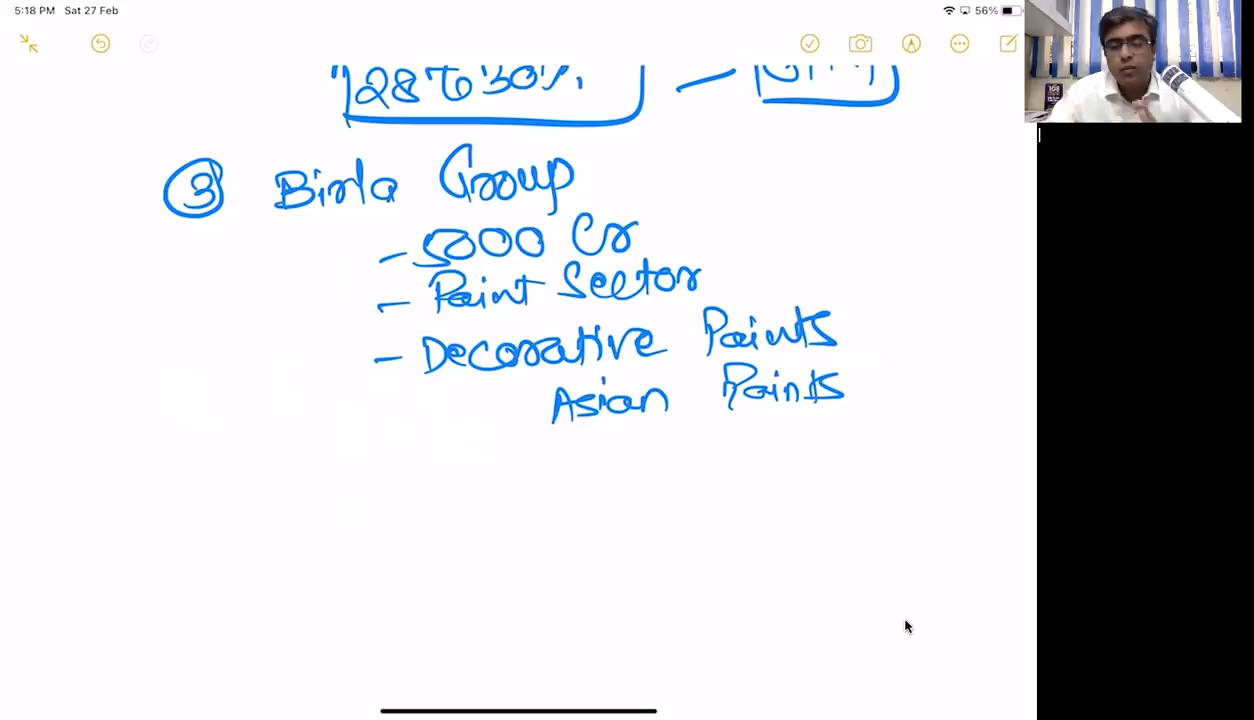 5:18 PM Sat 27 Feb
56%
28 to 30%
3 Birla Group
- 5000 Cr
- Paint Sector
- Decorative Paints
Asian Paints